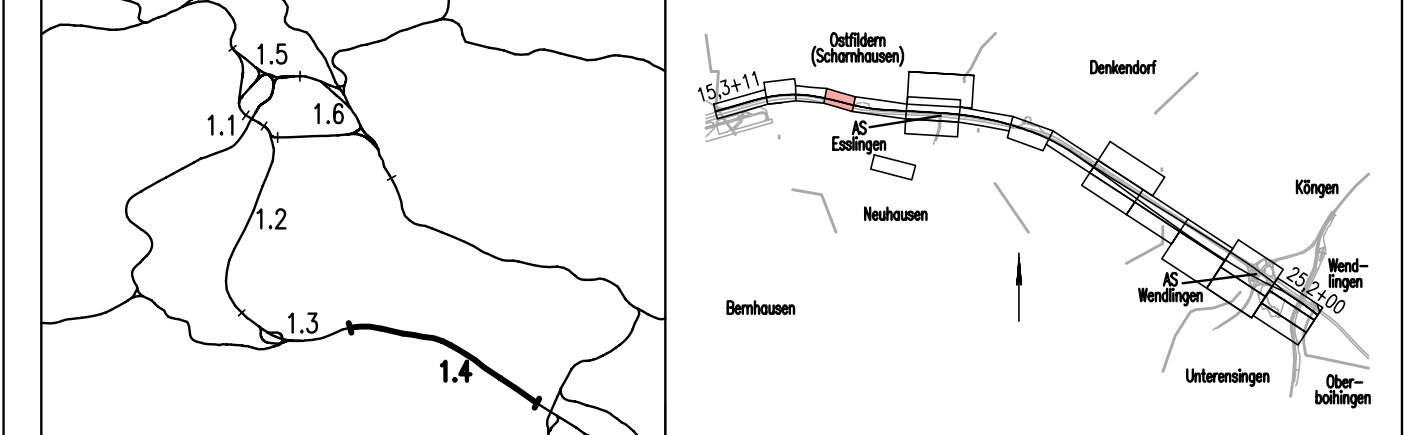 1.5
1.6
1.1
1.2
1.3
1.4
Ostfildern
(Scharnhausen)
Denkendorf
15,3+11
AS
Esslingen
Neuhausen
Köngen
Wend-
lingen
AS
Wendlingen
25,2+00
Bernhausen
Unterensingen
Ober-
boihingen